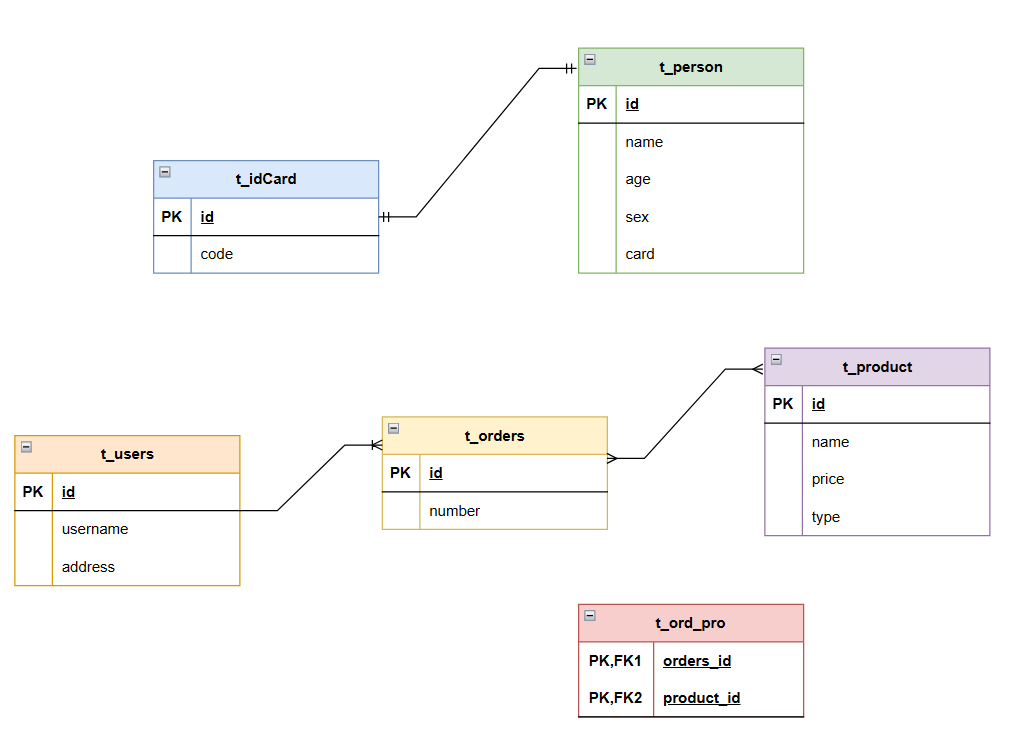 t_person
PK id
name
age
sex
card
t_idCard
PK id
code
t_product
PK id
name
price
type
t_orders
PK id
number
t_users
PK id
username
address
t_ord_pro
PK,FK1 orders_id
PK,FK2 product_id